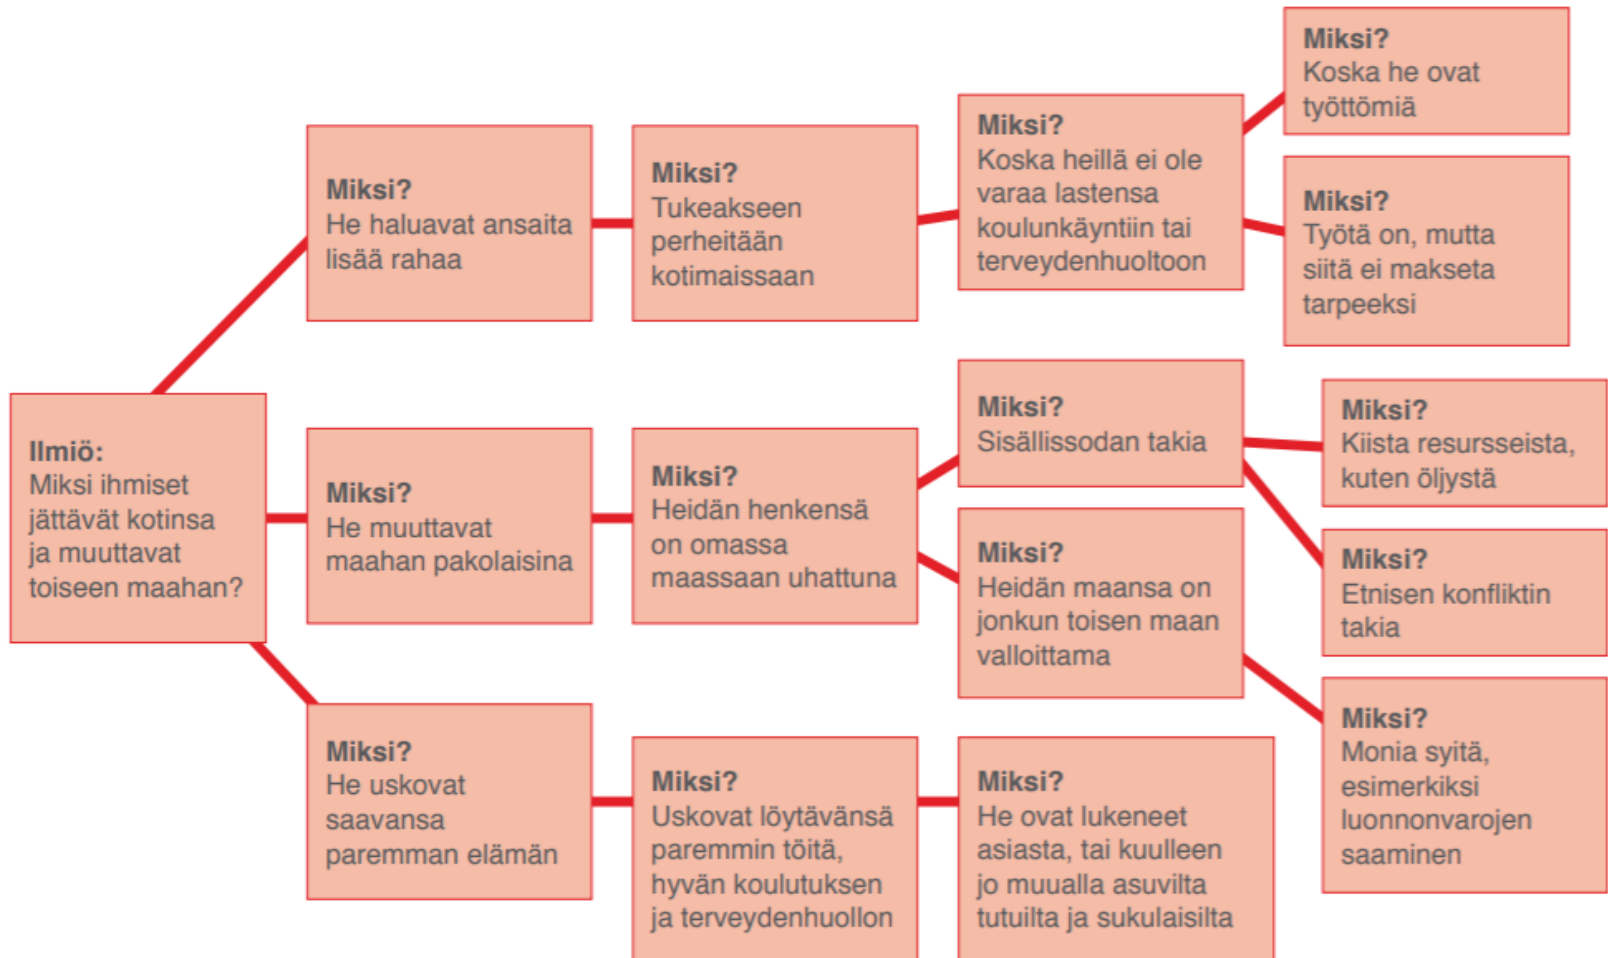 Ilmiö:
Miksi ihmiset
jättävät kotinsa
ja muuttavat
toiseen maahan?
Miksi?
He haluavat ansaita
lisää rahaa
Miksi?
Tukeakseen
perheitään
kotimaissaan
Miksi?
Koska heillä ei ole
varaa lastensa
koulunkäyntiin tai
terveydenhuoltoon
Miksi?
Koska he ovat
työttömiä
Miksi?
Työtä on, mutta
siitä ei makseta
tarpeeksi
Miksi?
He muuttavat
maahan pakolaisina
Miksi?
Heidän henkensä
on omassa
maassaan uhattuna
Miksi?
Sisällissodan takia
Miksi?
Kiista resursseista,
kuten öljystä
Miksi?
Etnisen konfliktin
takia
Miksi?
Heidän maansa on
jonkun toisen maan
valloittama
Miksi?
Monia syitä,
esimerkiksi
luonnonvarojen
saaminen
Miksi?
He uskovat
saavansa
paremman elämän
Miksi?
Uskovat löytävänsä
paremmin töitä,
hyvän koulutuksen
ja terveydenhuollon
Miksi?
He ovat lukeneet
asiasta, tai kuulleen
jo muualla asuvilta
tutuilta ja sukulaisilta